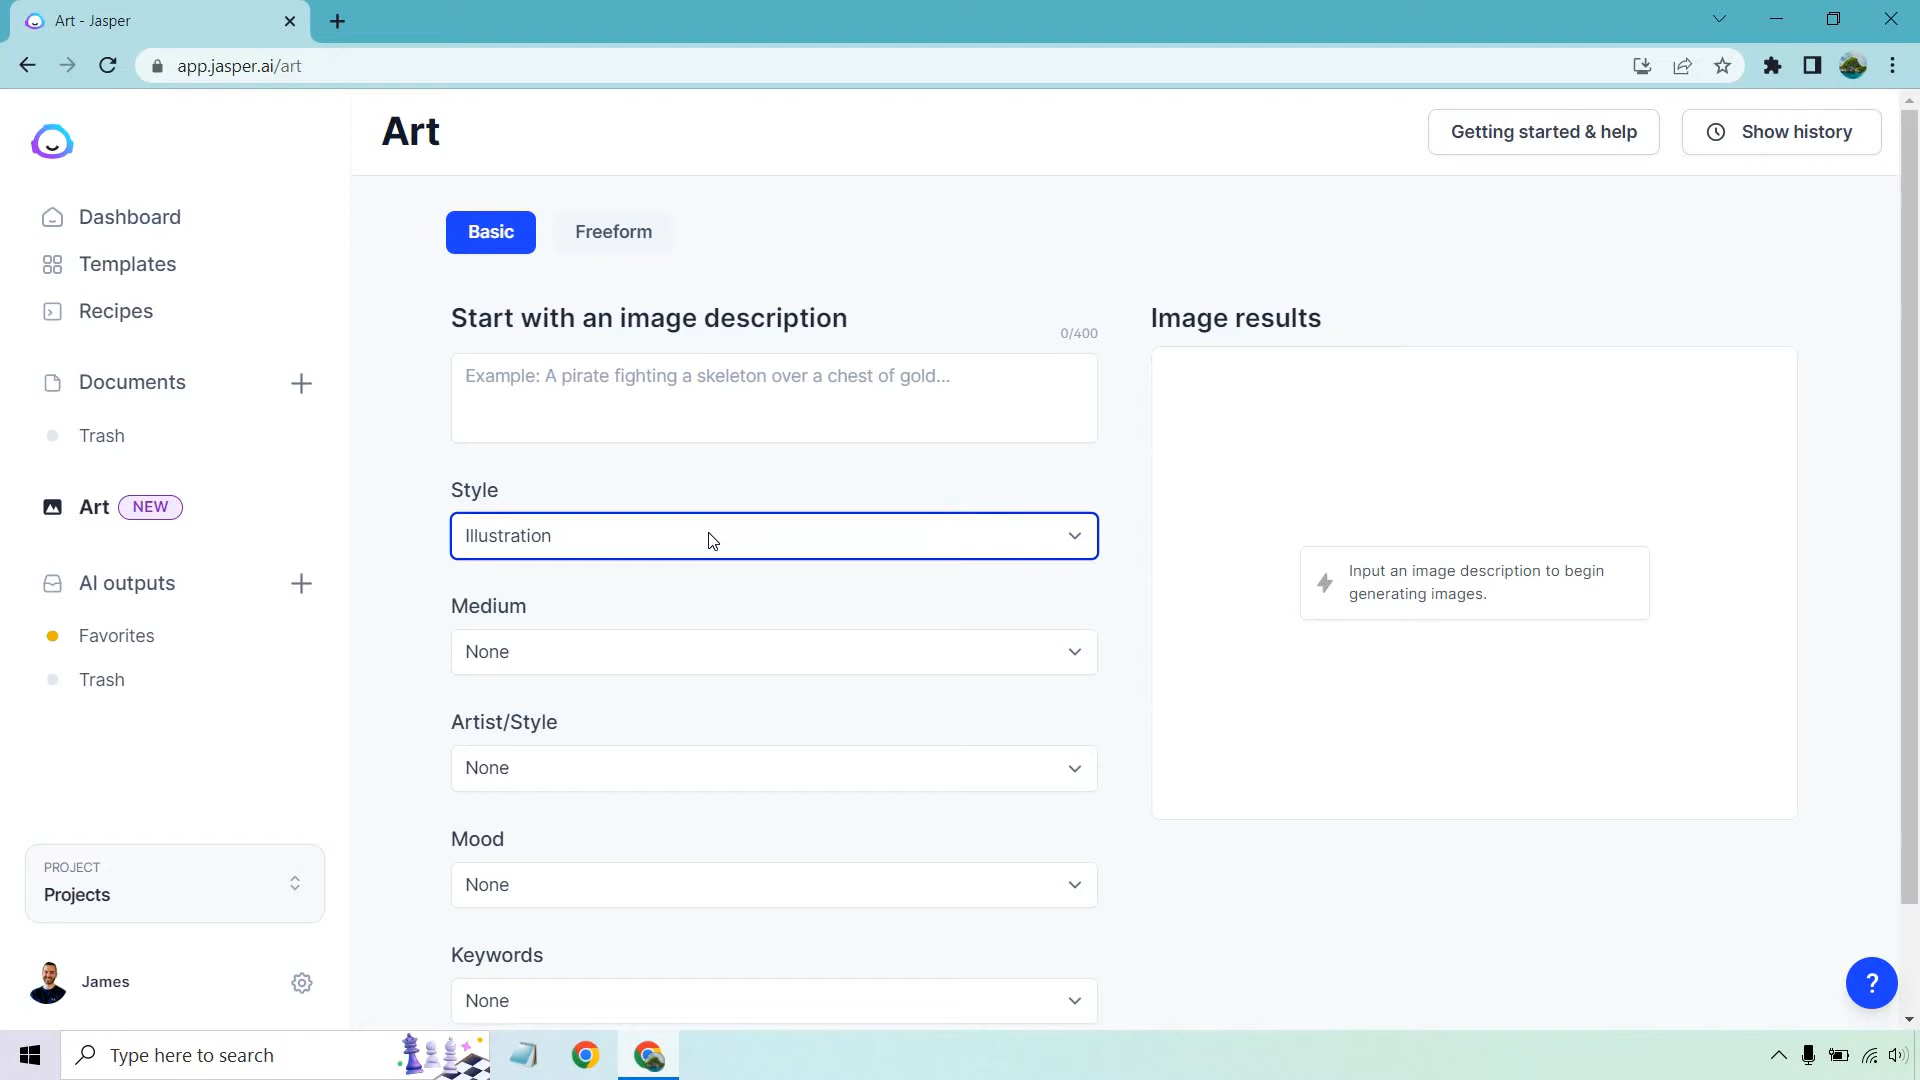 Art - Jasper
app.jasper.ai/art
Art
Getting started & help
Show history
Dashboard
Templates
Recipes
Documents
Trash
Art NEW
AI outputs
Favorites
Trash
PROJECT
Projects
James
Basic
Freeform
Start with an image description
0/400
Example: A pirate fighting a skeleton over a chest of gold...
Style
Illustration
Medium
None
Artist/Style
None
Mood
None
Keywords
None
Image results
Input an image description to begin
generating images.
?
Type here to search